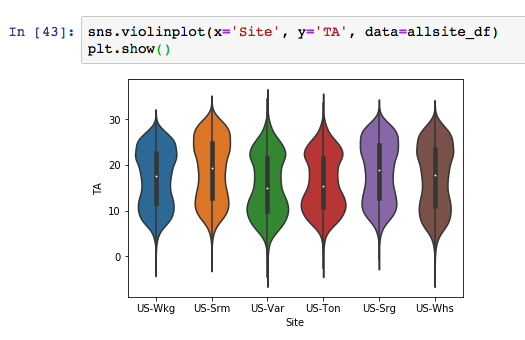 In [43]: sns.violinplot(x='Site', y='TA', data=allsite_df)
plt.show()
30
20
10
0
TA
US-Wkg US-Srm US-Var US-Ton US-Srg US-Whs
Site